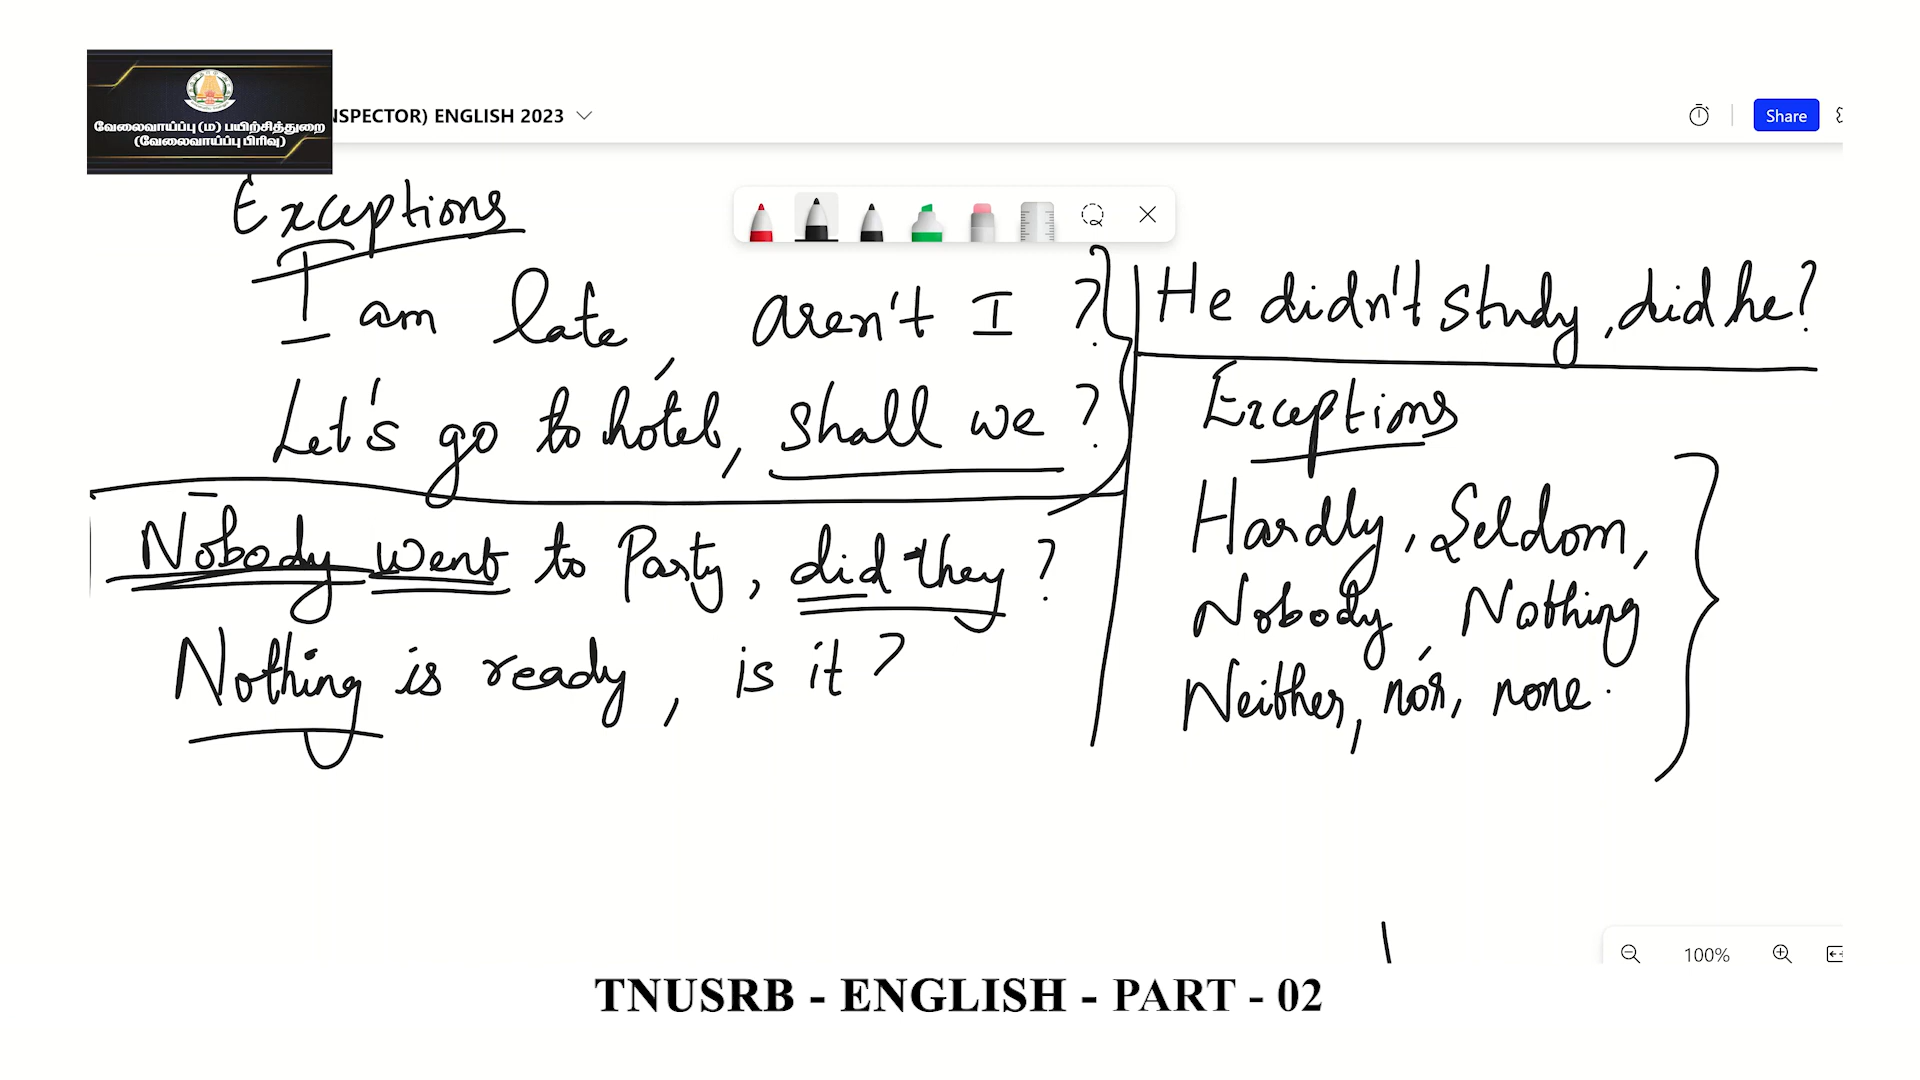 வேலைவாய்ப்பு (ம) பயிற்சித்துறை
(வேலைவாய்ப்பு பிரிவு)
NSPECTOR) ENGLISH 2023
Share
Exceptions
I am late, aren't I ?
Let's go to hotel, shall we ?
Nobody went to Party, did they ?
Nothing is ready, is it ?
He didn't study, did he?
Exceptions
Hardly, Seldom,
Nobody, Nothing
Neither, nor, none.
100%
TNUSRB - ENGLISH - PART - 02